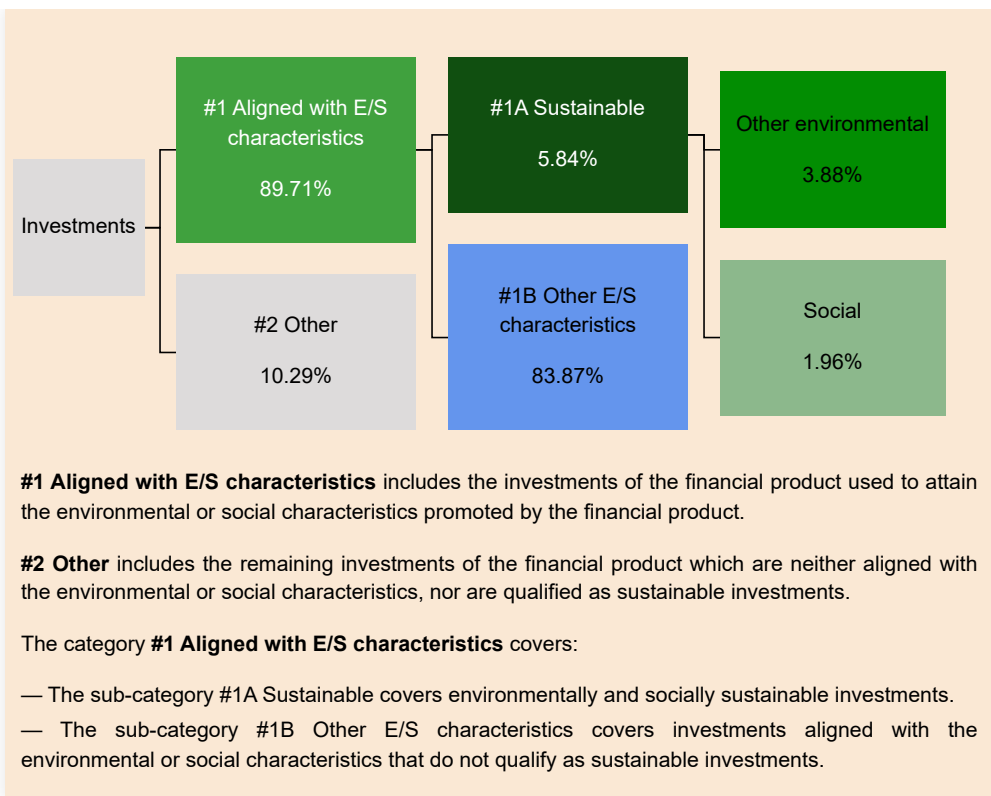 #1 Aligned with E/S
characteristics
89.71%
#1A Sustainable
5.84%
Other environmental
3.88%
Investments
#2 Other
10.29%
#1B Other E/S
characteristics
83.87%
Social
1.96%
#1 Aligned with E/S characteristics includes the investments of the financial product used to attain
the environmental or social characteristics promoted by the financial product.
#2 Other includes the remaining investments of the financial product which are neither aligned with
the environmental or social characteristics, nor are qualified as sustainable investments.
The category #1 Aligned with E/S characteristics covers:
— The sub-category #1A Sustainable covers environmentally and socially sustainable investments.
— The sub-category #1B Other E/S characteristics covers investments aligned with the
environmental or social characteristics that do not qualify as sustainable investments.